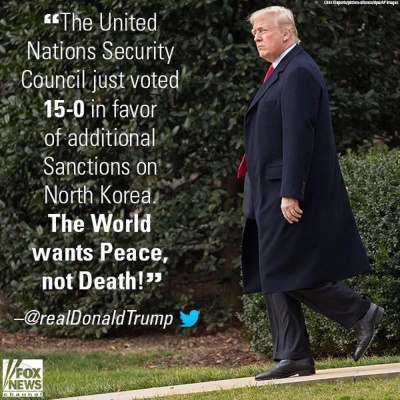 “The United
Nations Security
Council just voted
15-0 in favor
of additional
Sanctions on
North Korea.
The World
wants Peace,
not Death!”
–@realDonaldTrump
FOX
NEWS
channel